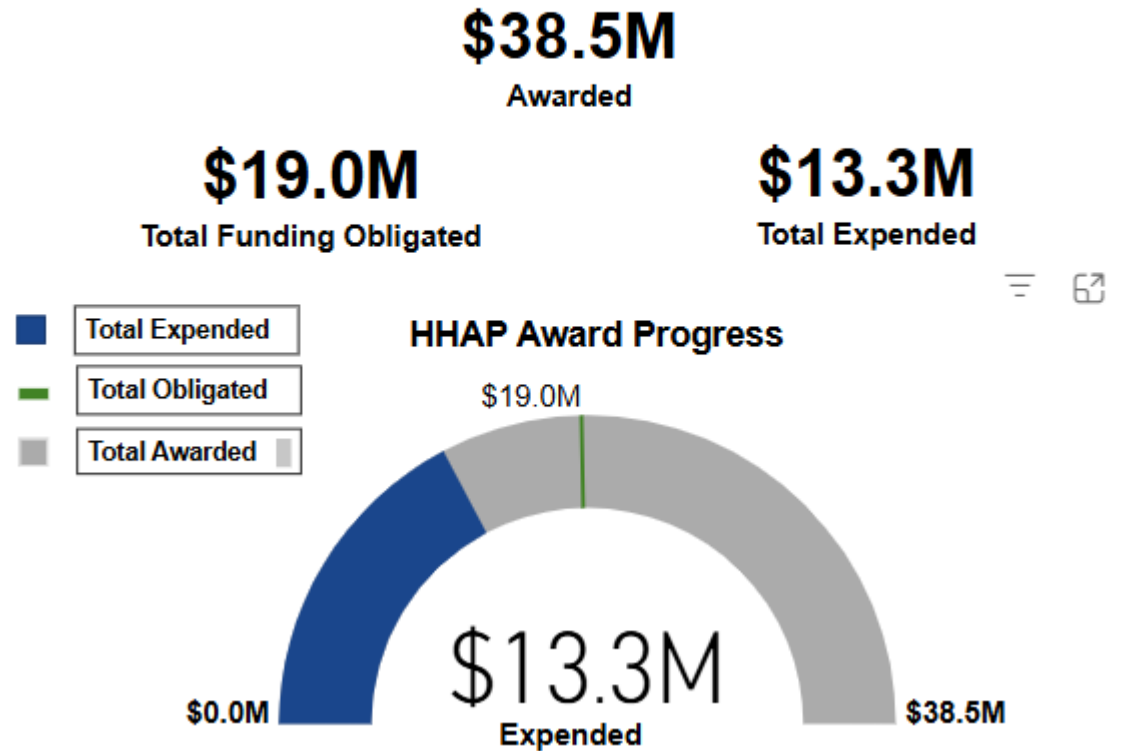 $38.5M
Awarded
$19.0M
Total Funding Obligated
$13.3M
Total Expended
Total Expended
Total Obligated
Total Awarded
HHAP Award Progress
$19.0M
$13.3M
Expended
$0.0M
$38.5M